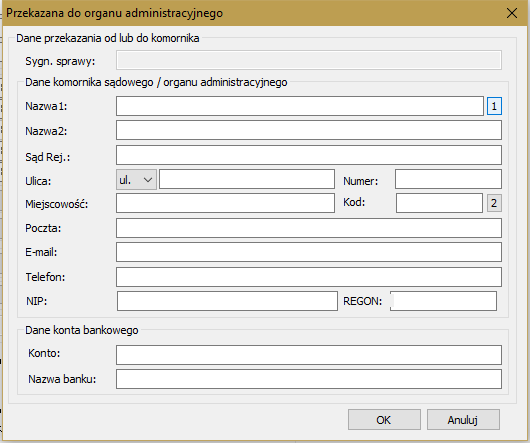 Przekazana do organu administracyjnego
Dane przekazania od lub do komornika
Sygn. sprawy:
Dane komornika sądowego / organu administracyjnego
Nazwa1: 1
Nazwa2:
Sąd Rej.:
Ulica: ul. Numer:
Miejscowość: Kod: 2
Poczta:
E-mail:
Telefon:
NIP: REGON:
Dane konta bankowego
Konto:
Nazwa banku:
OK Anuluj